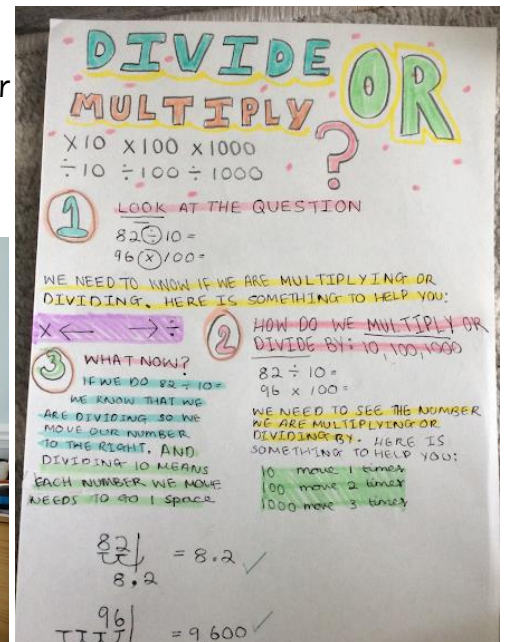 r
DIVIDE OR
MULTIPLY ?
X10 X100 X1000
÷10 ÷100 ÷ 1000
1 LOOK AT THE QUESTION
82÷10=
96x100=
WE NEED TO KNOW IF WE ARE MULTIPLYING OR
DIVIDING. HERE IS SOMETHING TO HELP YOU:
X ← → ÷
2 HOW DO WE MULTIPLY OR
DIVIDE BY: 10,100,1000
82 ÷ 10=
96 x 100=
WE NEED TO SEE THE NUMBER
WE ARE MULTIPLYING OR
DIVIDING BY. HERE IS
SOMETHING TO HELP YOU:
10 move 1 times
100 move 2 times
1000 move 3 times
3 WHAT NOW?
IF WE DO 82 ÷ 10=
WE KNOW THAT WE
ARE DIVIDING SO WE
MOVE OUR NUMBER
TO THE RIGHT. AND
DIVIDING 10 MEANS
EACH NUMBER WE MOVE
NEEDS TO GO 1 space
82 = 8.2 ✓
8.2
96 = 9600 ✓